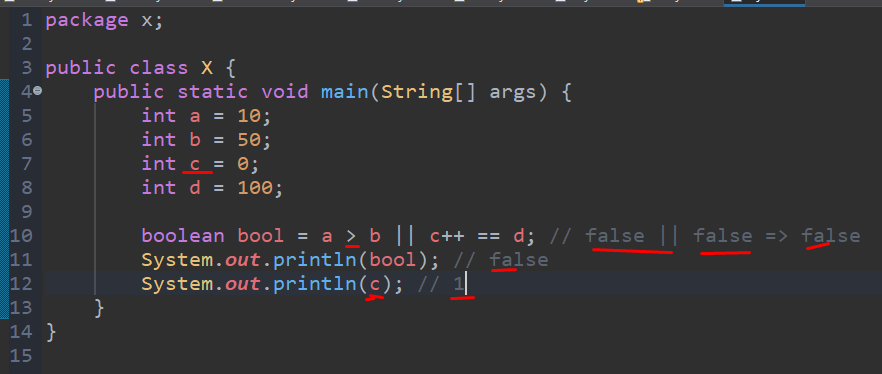 1 package x;
2
3 public class X {
4 public static void main(String[] args) {
5 int a = 10;
6 int b = 50;
7 int c = 0;
8 int d = 100;
9
10 boolean bool = a > b || c++ == d; // false || false => false
11 System.out.println(bool); // false
12 System.out.println(c); // 1
13 }
14 }
15